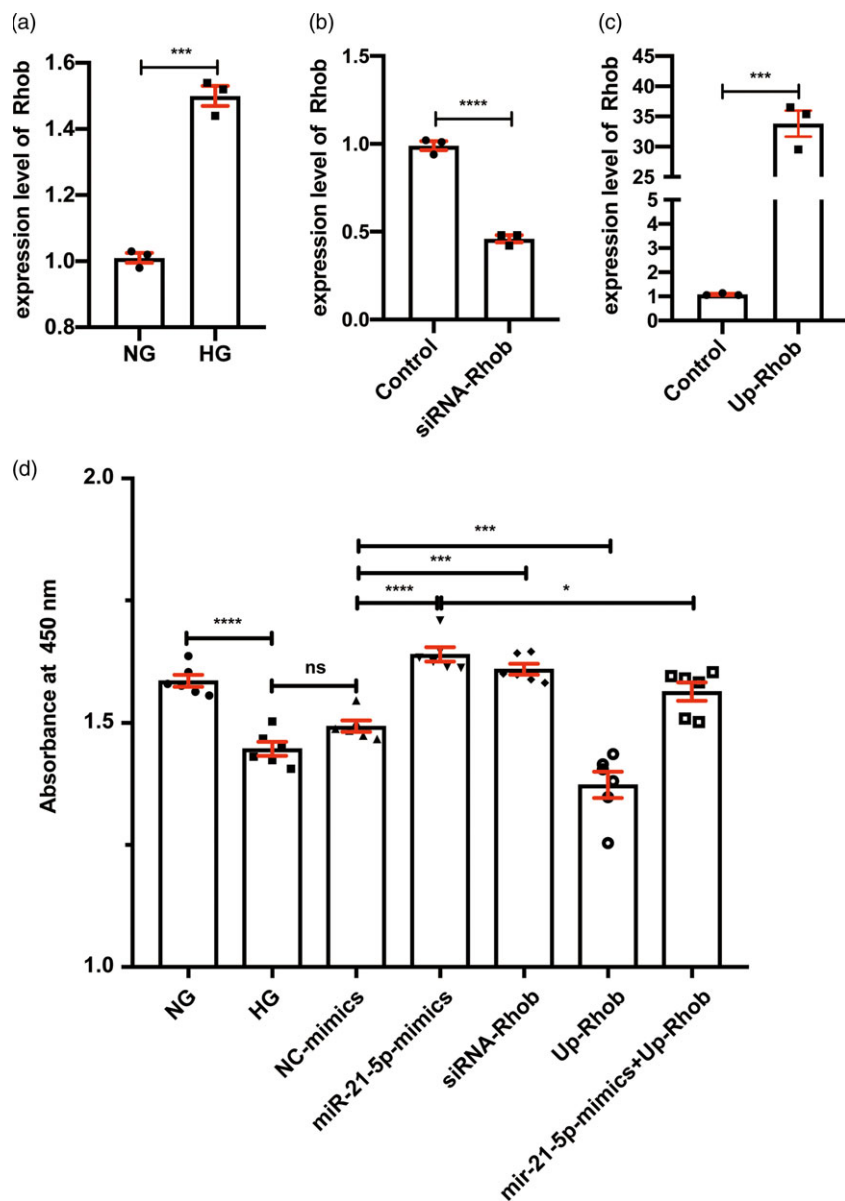 (a)
expression level of Rhob
1.6
1.4
1.2
1.0
0.8
***
NG
HG
(b)
expression level of Rhob
1.5
1.0
0.5
0.0
****
Control
siRNA-Rhob
(c)
expression level of Rhob
45
40
35
30
25
5
4
3
2
1
0
***
Control
Up-Rhob
(d)
Absorbance at 450 nm
2.0
1.5
1.0
****
ns
****
***
***
*
NG
HG
NC-mimics
miR-21-5p-mimics
siRNA-Rhob
Up-Rhob
mir-21-5p-mimics+Up-Rhob